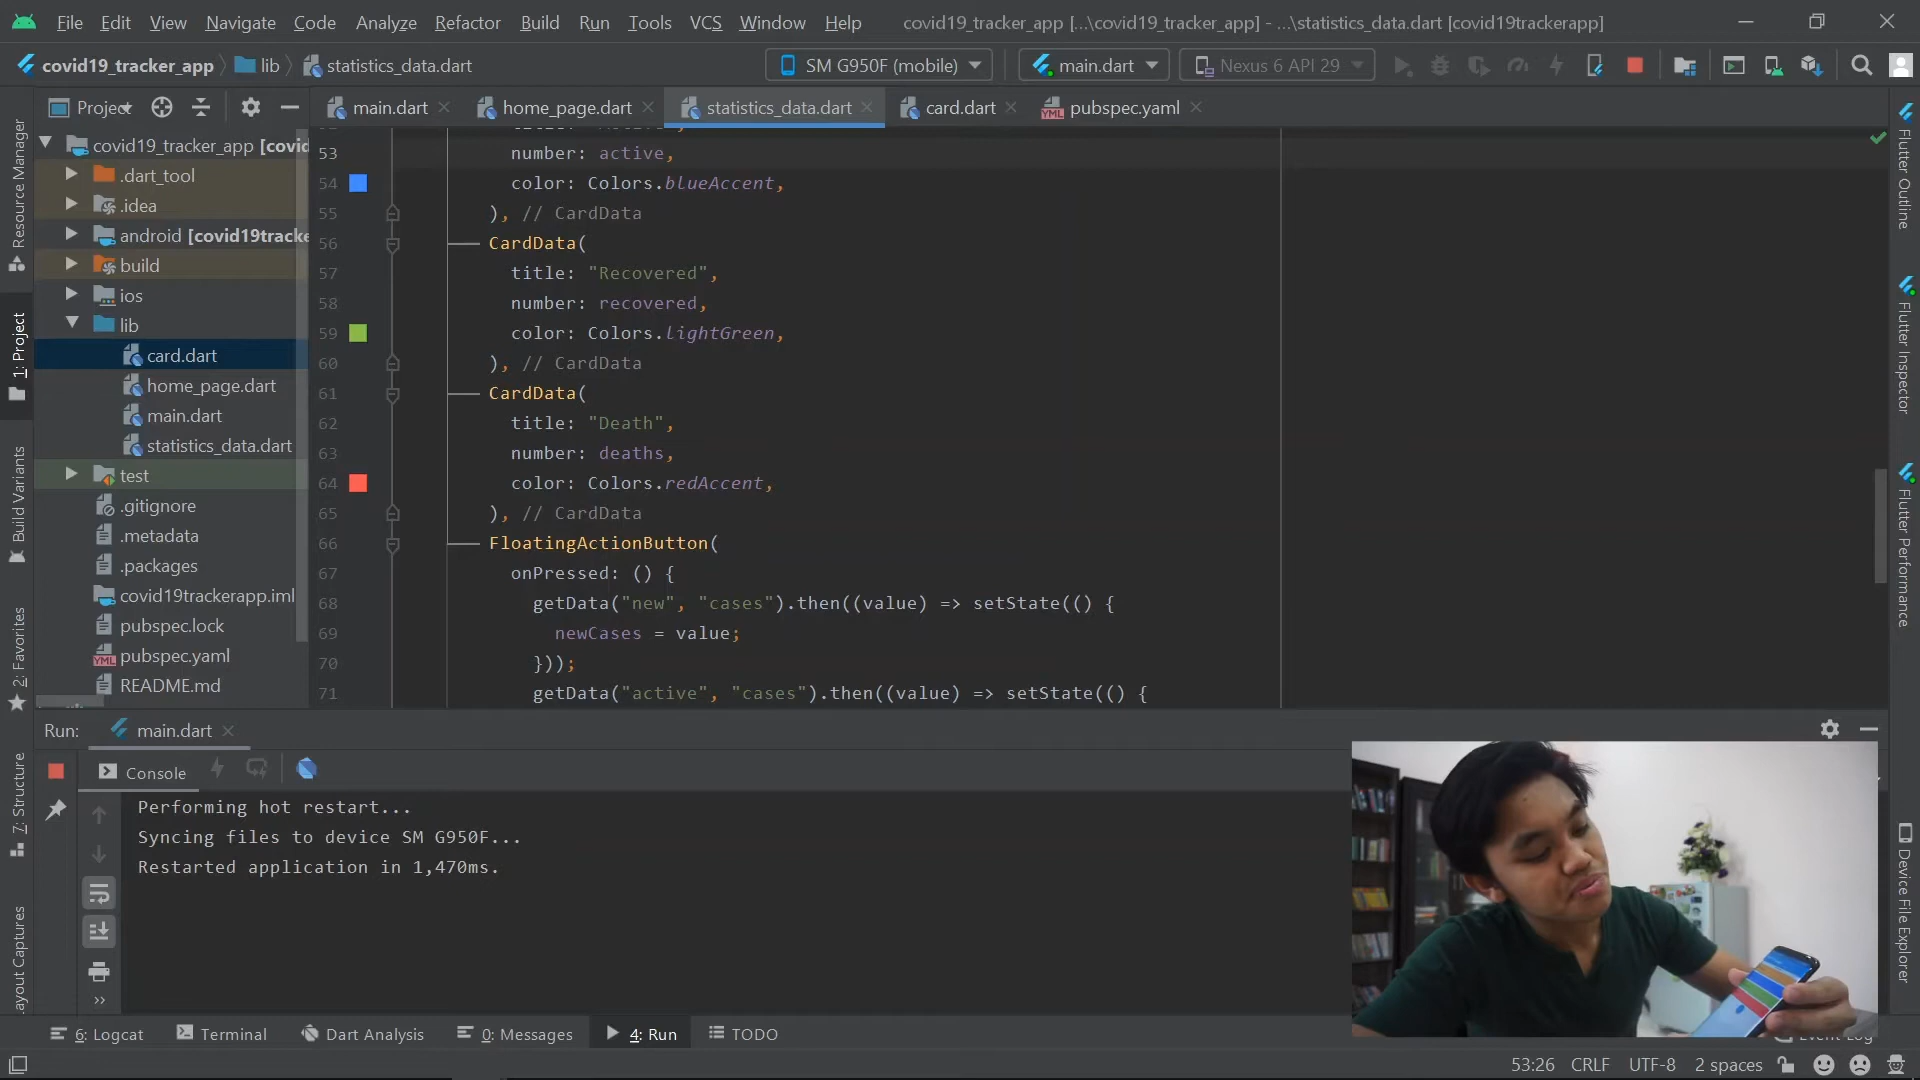 File Edit View Navigate Code Analyze Refactor Build Run Tools VCS Window Help covid19_tracker_app [...\covid19_tracker_app] - ...\statistics_data.dart [covid19trackerapp]
covid19_tracker_app lib statistics_data.dart SM G950F (mobile) main.dart Nexus 6 API 29
Project main.dart home_page.dart statistics_data.dart card.dart pubspec.yaml
covid19_tracker_app [covid
.dart_tool
.idea
android [covid19tracke
build
ios
lib
card.dart
home_page.dart
main.dart
statistics_data.dart
test
.gitignore
.metadata
.packages
covid19trackerapp.iml
pubspec.lock
pubspec.yaml
README.md
53 number: active,
54 color: Colors.blueAccent,
55 ), // CardData
56 CardData(
57 title: "Recovered",
58 number: recovered,
59 color: Colors.lightGreen,
60 ), // CardData
61 CardData(
62 title: "Death",
63 number: deaths,
64 color: Colors.redAccent,
65 ), // CardData
66 FloatingActionButton(
67 onPressed: () {
68 getData("new", "cases").then((value) => setState(() {
69 newCases = value;
70 }));
71 getData("active", "cases").then((value) => setState(() {
Resource Manager
1: Project
Build Variants
2: Favorites
7: Structure
ayout Captures
Flutter Outline
Flutter Inspector
Flutter Performance
Device File Explorer
Run: main.dart
Console
Performing hot restart...
Syncing files to device SM G950F...
Restarted application in 1,470ms.
6: Logcat Terminal Dart Analysis 0: Messages 4: Run TODO
53:26 CRLF UTF-8 2 spaces